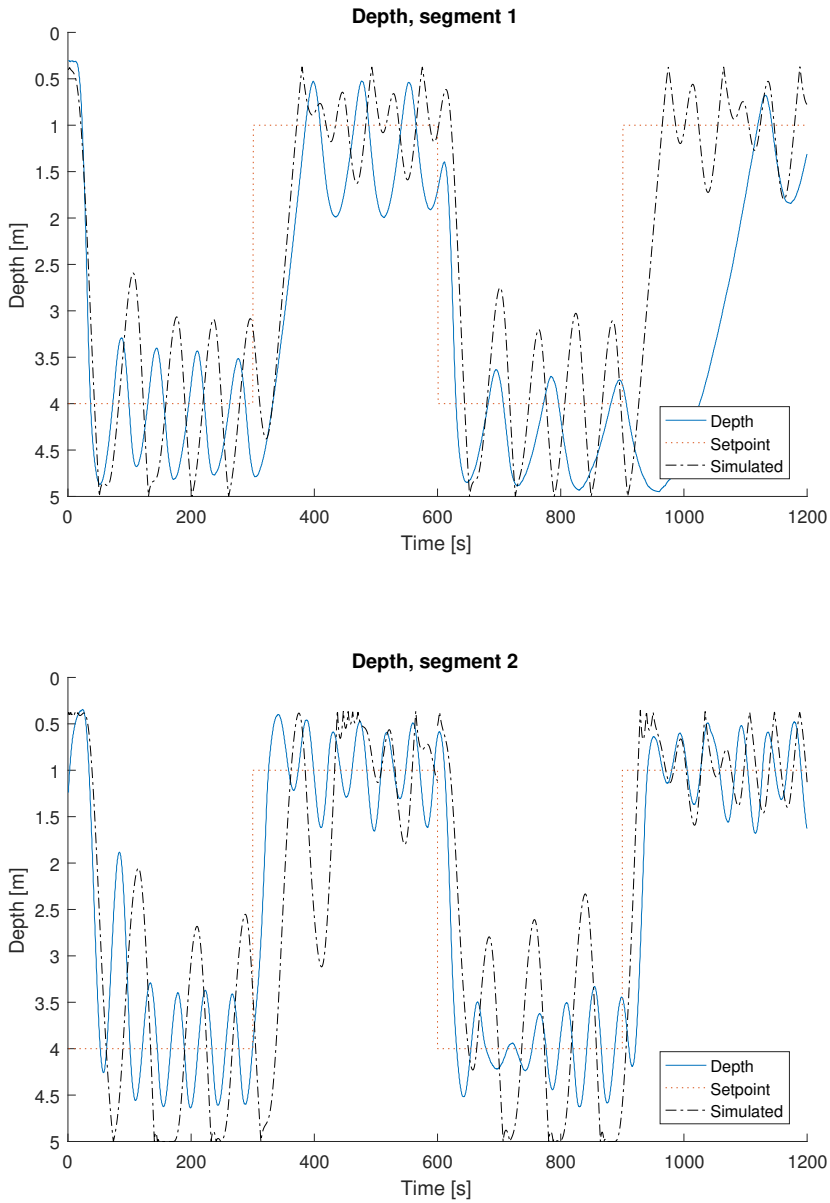 Depth, segment 1
0
0.5
1
1.5
2
2.5
3
3.5
4
4.5
5
Depth [m]
Depth
Setpoint
Simulated
0 200 400 600 800 1000 1200
Time [s]
Depth, segment 2
0
0.5
1
1.5
2
2.5
3
3.5
4
4.5
5
Depth [m]
Depth
Setpoint
Simulated
0 200 400 600 800 1000 1200
Time [s]